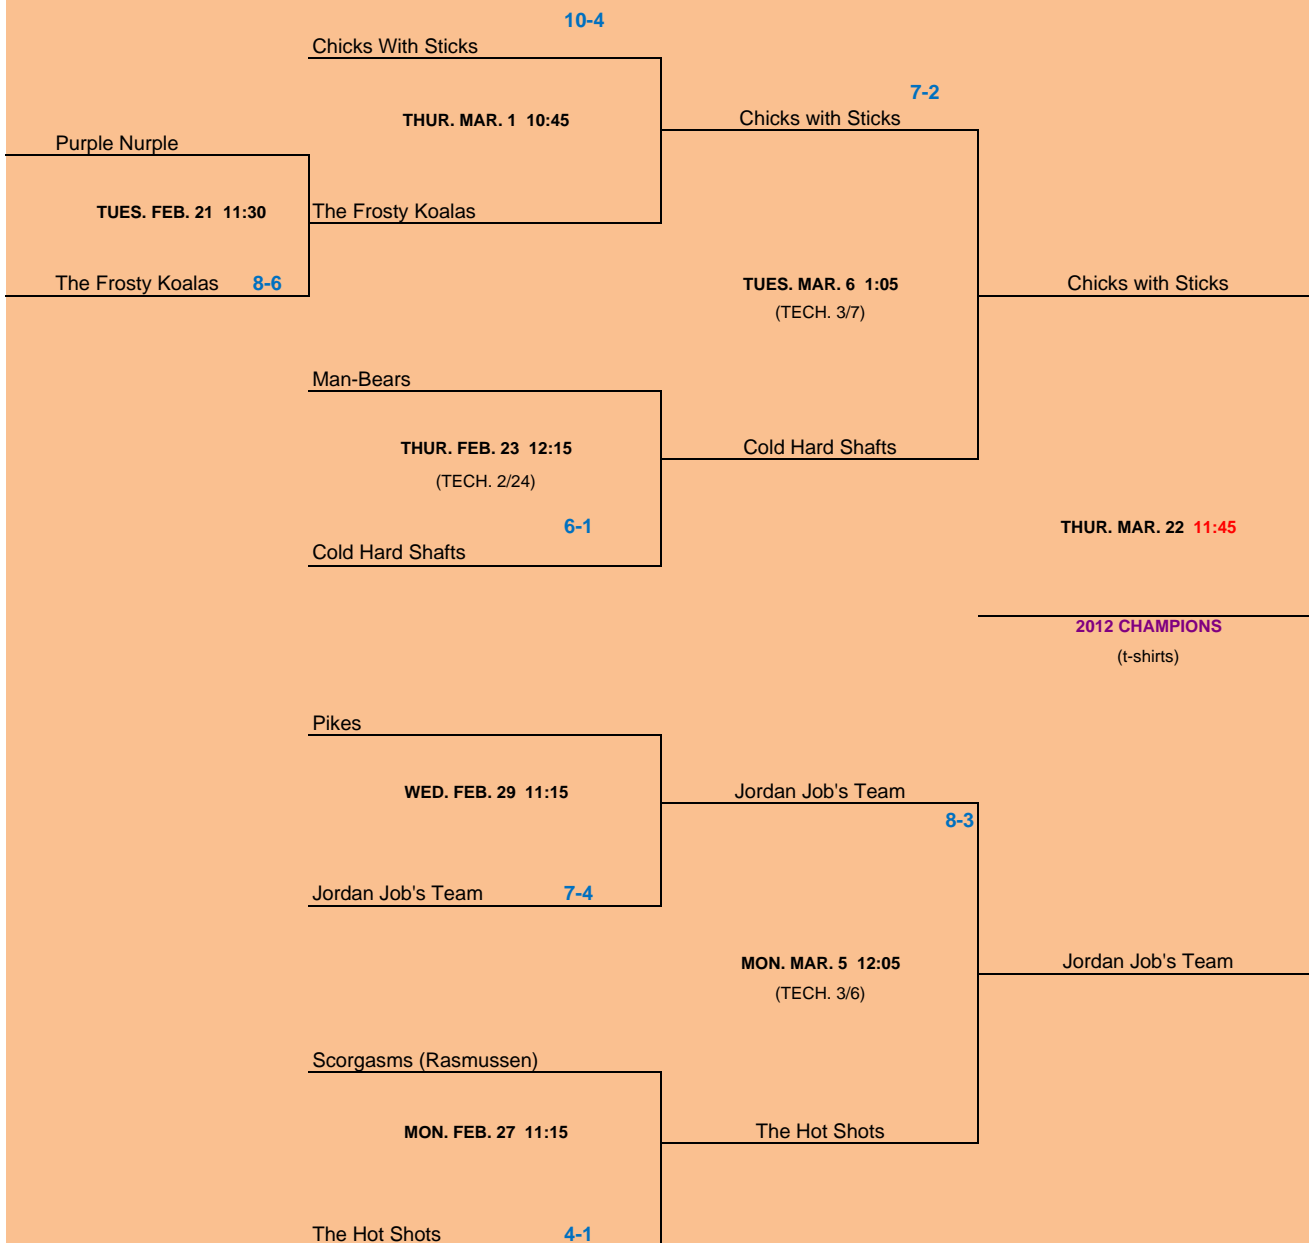 10-4
Chicks With Sticks
7-2
THUR. MAR. 1 10:45
Chicks with Sticks
Purple Nurple
TUES. FEB. 21 11:30
The Frosty Koalas
The Frosty Koalas 8-6
TUES. MAR. 6 1:05
Chicks with Sticks
(TECH. 3/7)
Man-Bears
THUR. FEB. 23 12:15
Cold Hard Shafts
(TECH. 2/24)
6-1
THUR. MAR. 22 11:45
Cold Hard Shafts
2012 CHAMPIONS
(t-shirts)
Pikes
WED. FEB. 29 11:15
Jordan Job's Team
8-3
Jordan Job's Team 7-4
MON. MAR. 5 12:05
Jordan Job's Team
(TECH. 3/6)
Scorgasms (Rasmussen)
MON. FEB. 27 11:15
The Hot Shots
The Hot Shots 4-1